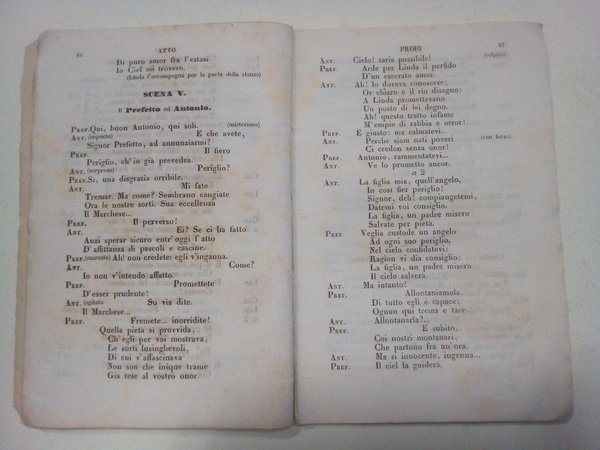 ATTO
Di puro amor fra l'estasi
In Ciel mi troverò.
(Linda l'accompagna per la porta della stanza)
SCENA V.
Il Prefetto ed Antonio.
PREF. Qui, buon Antonio, qui soli. (misterioso)
ANT. (inquieto) E che avete,
Signor Prefetto, ad annunziarmi?
PREF. Il fiero
Periglio, ch'io già prevedea.
ANT. (sorpreso) Periglio?
PREF. Sì, una disgrazia orribile.
ANT. Mi fate
Tremar. Ma come? Sembrano cangiate
Ora le nostre sorti. Sua eccellenza
Il Marchese...
PREF. Il perverso!
ANT. Ei? Se ci ha fatto
Anzi sperar sicuro entr'oggi l'atto
D'affittanza di pascoli e cascine.
PREF. (marcato) Ah! non credete: egli v'inganna.
ANT. Come?
Io non v'intendo affatto.
PREF. Promettete
D'esser prudente!
ANT. (agitato Su via dite.
Il Marchese...
PREF. Fremete... inorridite!
Quella pietà sì provvida,
Ch'egli per voi mostrava,
Le sorti lusinghevoli,
Di cui v'affascinava
Non son che inique trame
Già tese al vostro onor.
PRIMO
ANT. Cielo! saria possibile! (colpito)
PREF. Arde per Linda il perfido
D'un esecrato amor.
ANT. Ah! lo doveva conoscere:
Or chiaro e il rio disegno:
A Linda promettevano
Un posto di lei degno.
Ah! questo tratto infame
M'empie di rabbia e orror!
PREF. E giusto: ma calmatevi.
ANT. Perchè siam nati poveri (con forza)
Ci credon senza onor!
PREF. Antonio, rammentatevi...
ANT. Ve lo prometto ancor.
a 2
ANT. La figlia mia, quell'angelo,
In così fier periglio!
Signor, deh! compiangetemi,
Datemi voi consiglio.
La figlia, un padre misero
Salvate per pietà.
PREF. Veglia custode un angelo
Ad ogni suo periglio,
Nel cielo confidatevi:
Ragion vi dia consiglio:
La figlia, un padre misero
Il cielo salverà.
ANT. Ma intanto!
PREF. Allontaniamola.
Di tutto egli è capace;
Ognun qui trema e tace.
ANT. Allontanarla?...
PREF. E subito,
Coi nostri montanari,
Che partono fra un'ora.
ANT. Ma sì innocente, ingenua...
PREF. Il ciel la guiderà.